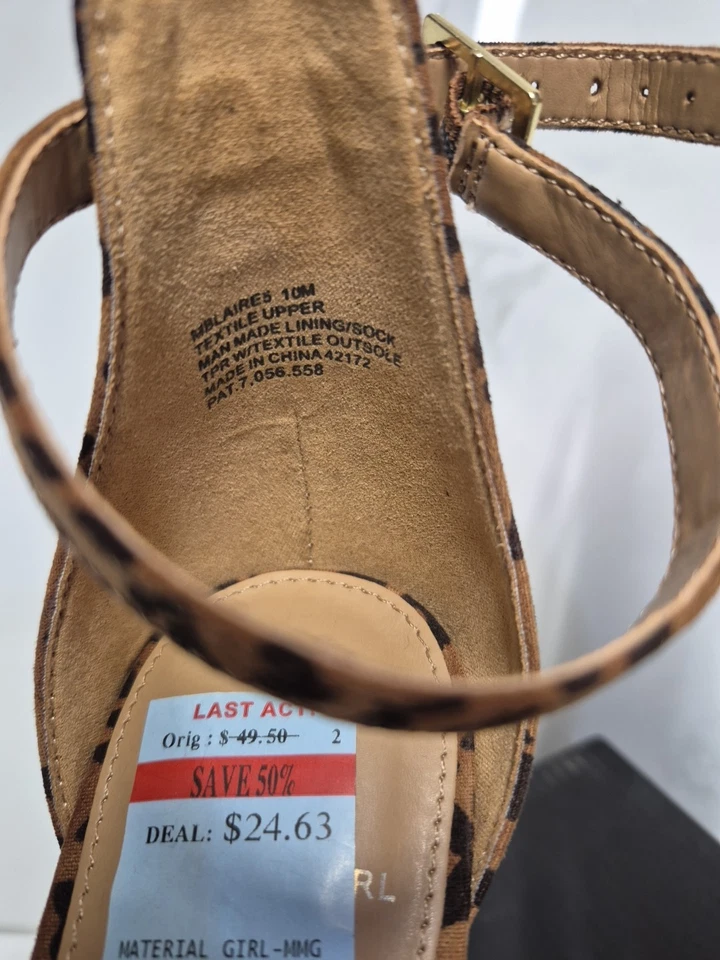 MBLAIRE5 10M
TEXTILE UPPER
MAN MADE LINING/SOCK
TPR W/TEXTILE OUTSOLE
MADE IN CHINA 42172
PAT.7,056,558
LAST ACT
Orig : $ 49.50 2
SAVE 50%
DEAL: $24.63
RL
MATERIAL GIRL-MMG